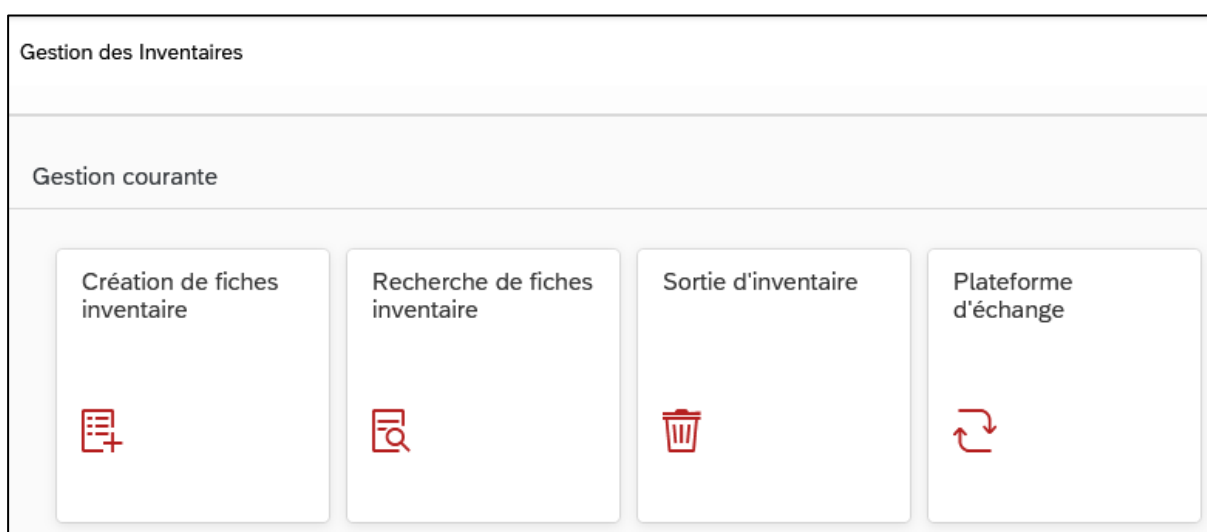 Gestion des Inventaires
Gestion courante
Création de fiches
inventaire
Recherche de fiches
inventaire
Sortie d'inventaire
Plateforme
d'échange